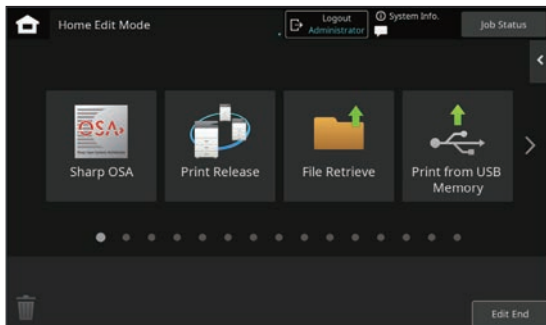 Home Edit Mode
Logout
Administrator
System Info.
Job Status
OSA
Sharp OSA
Print Release
File Retrieve
Print from USB
Memory
Edit End